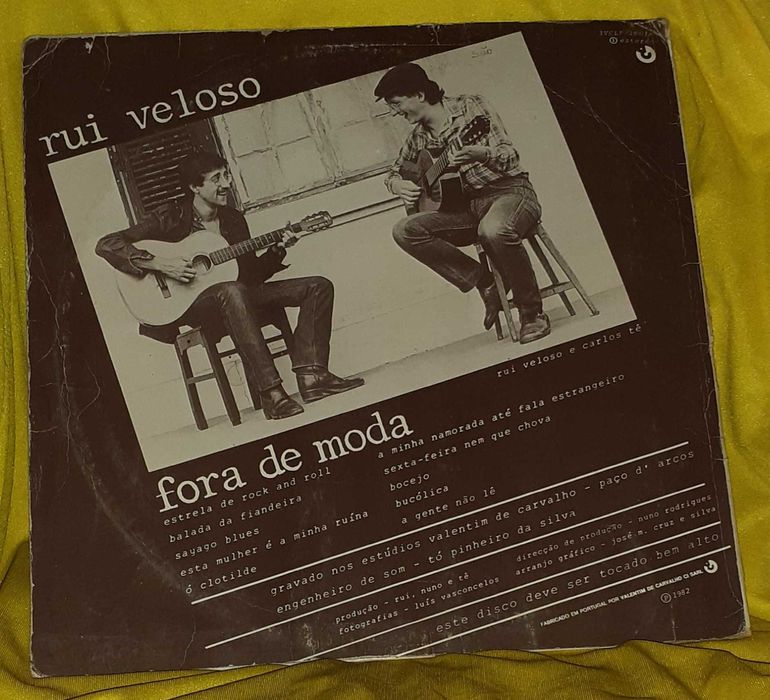 rui veloso
rui veloso e carlos tê
fora de moda
estrela de rock and roll
balada da fiandeira
sayago blues
esta mulher é a minha ruína
ó clotilde
a minha namorada até fala estrangeiro
sexta-feira nem que chova
bocejo
bucólica
a gente não lê
gravado nos estúdios valentim de carvalho - paço d' arcos
engenheiro de som - tó pinheiro da silva
produção - rui, nuno e tê
fotografias - luís vasconcelos
direcção de produção - nuno rodrigues
arranjo gráfico - josé m. cruz e silva
este disco deve ser tocado bem alto
FABRICADO EM PORTUGAL POR VALENTIM DE CARVALHO CI SARL
Ⓟ 1982